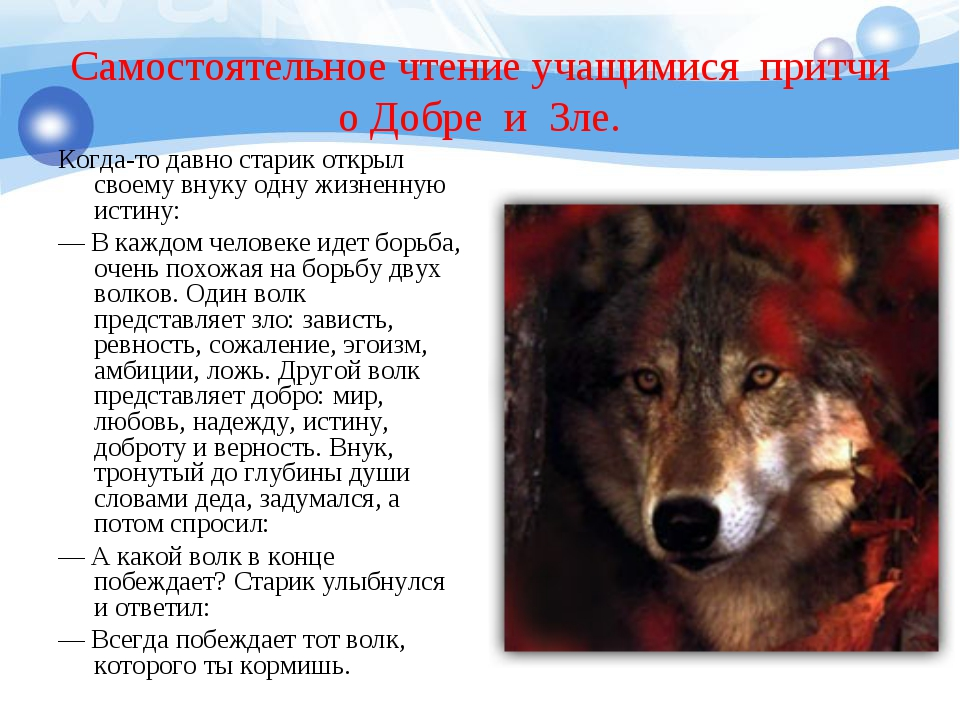 Самостоятельное чтение учащимися притчи
о Добре и Зле.
Когда-то давно старик открыл
своему внуку одну жизненную
истину:
— В каждом человеке идет борьба,
очень похожая на борьбу двух
волков. Один волк
представляет зло: зависть,
ревность, сожаление, эгоизм,
амбиции, ложь. Другой волк
представляет добро: мир,
любовь, надежду, истину,
доброту и верность. Внук,
тронутый до глубины души
словами деда, задумался, а
потом спросил:
— А какой волк в конце
побеждает? Старик улыбнулся
и ответил:
— Всегда побеждает тот волк,
которого ты кормишь.